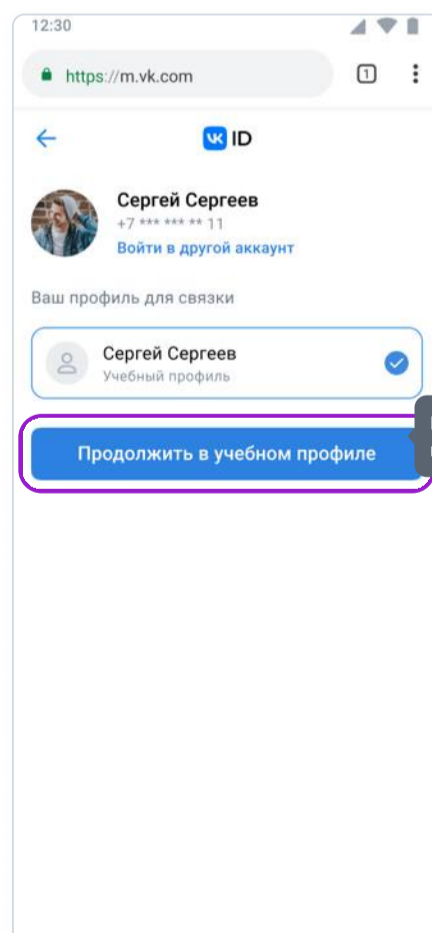 12:30
https://m.vk.com
1
VK ID
Сергей Сергеев
+7 *** *** ** 11
Войти в другой аккаунт
Ваш профиль для связки
Сергей Сергеев
Учебный профиль
Продолжить в учебном профиле